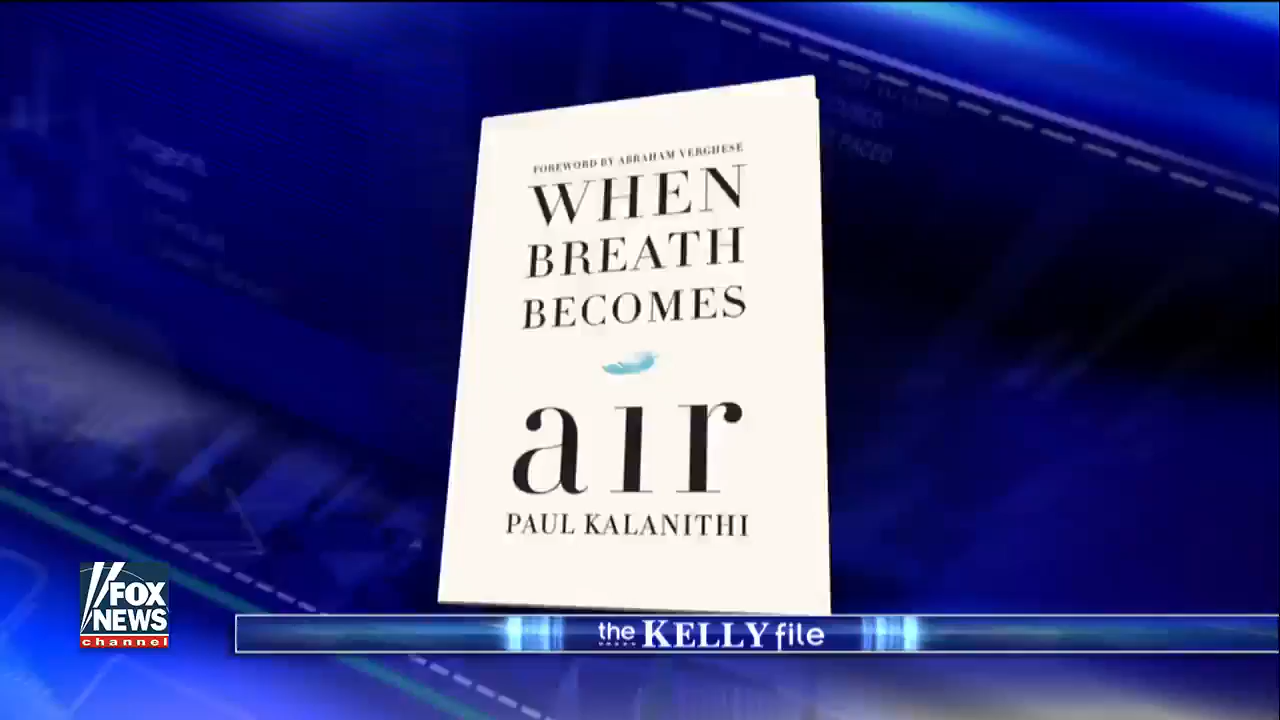 FOREWORD BY ABRAHAM VERGHESE
WHEN
BREATH
BECOMES
air
PAUL KALANITHI
FOX
NEWS
channel
the KELLY file